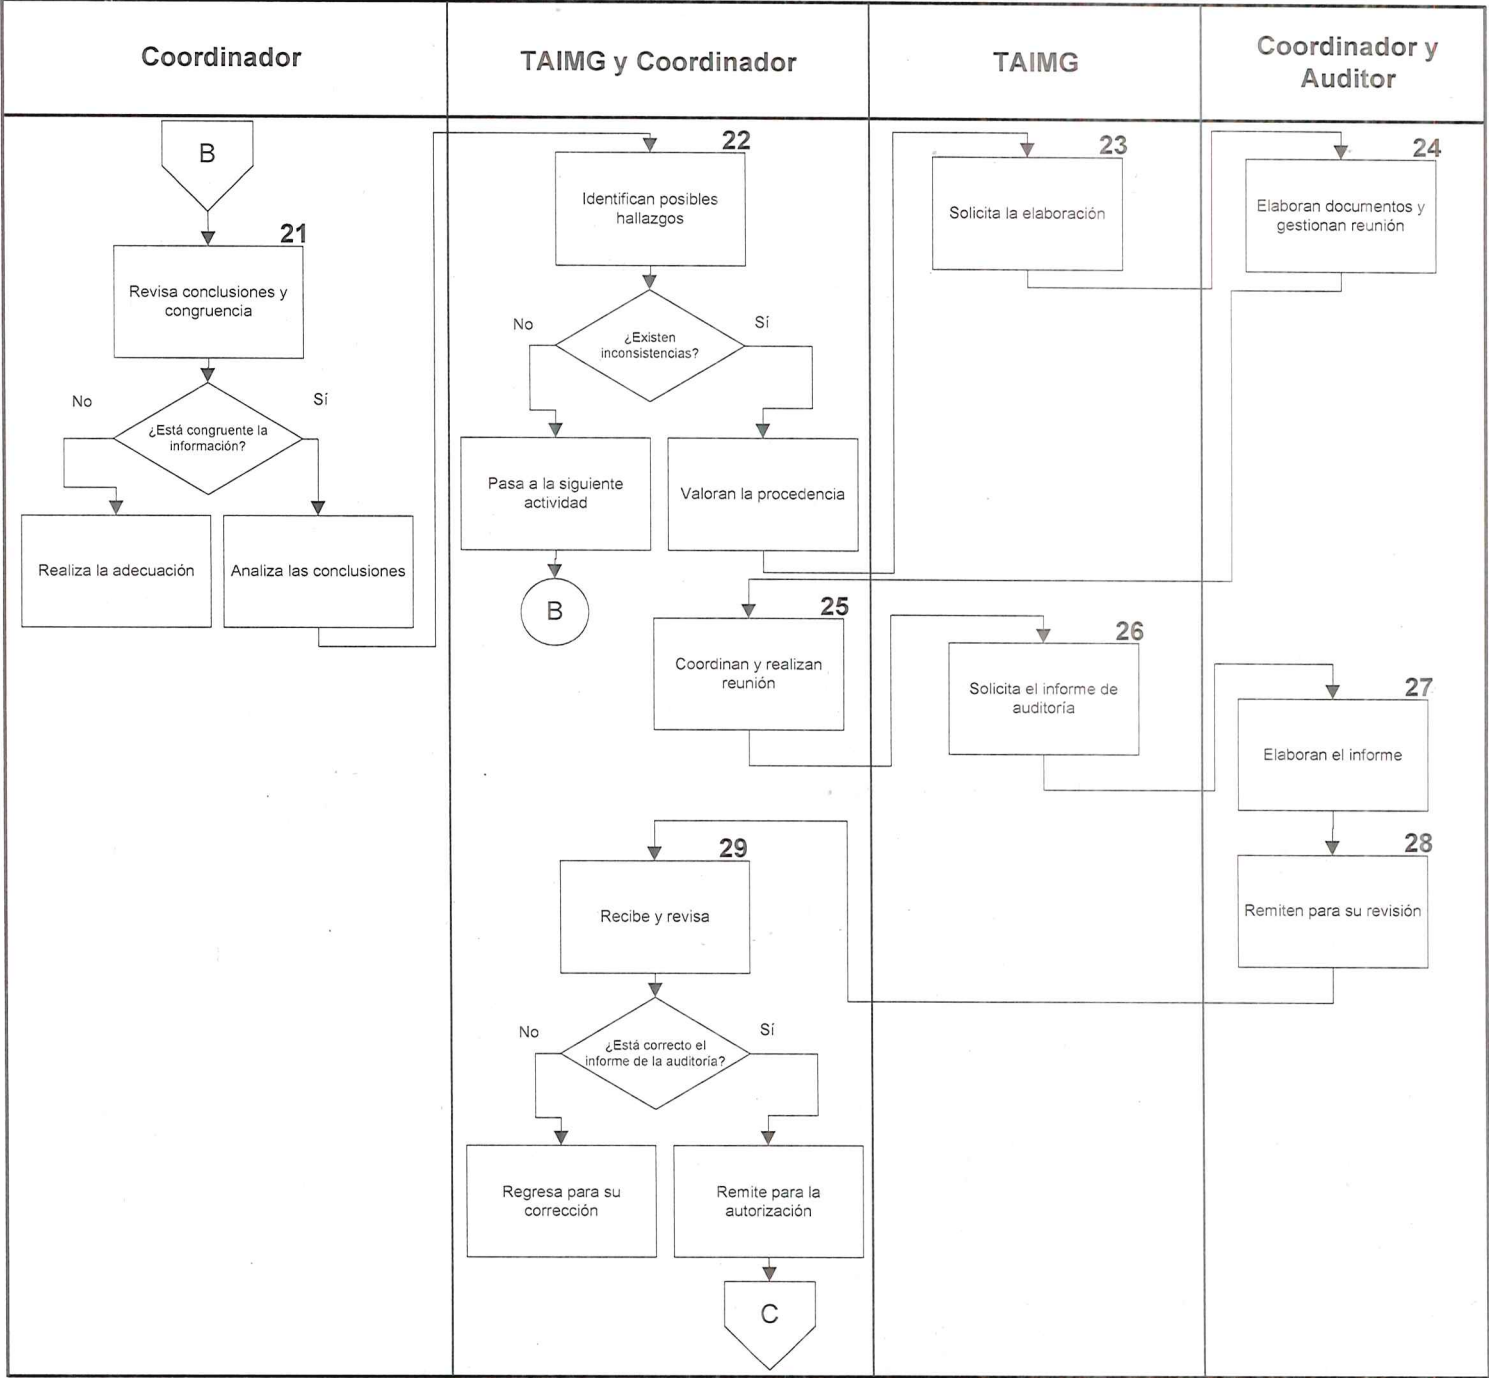 Coordinador
TAIMG y Coordinador
TAIMG
Coordinador y
Auditor
B
21
Revisa conclusiones y
congruencia
¿Está congruente la
información?
No
Sí
Realiza la adecuación
Analiza las conclusiones
22
Identifican posibles
hallazgos
¿Existen
inconsistencias?
No
Sí
Pasa a la siguiente
actividad
Valoran la procedencia
B
23
Solicita la elaboración
24
Elaboran documentos y
gestionan reunión
25
Coordinan y realizan
reunión
26
Solicita el informe de
auditoría
27
Elaboran el informe
28
Remiten para su revisión
29
Recibe y revisa
¿Está correcto el
informe de la auditoría?
No
Sí
Regresa para su
corrección
Remite para la
autorización
C